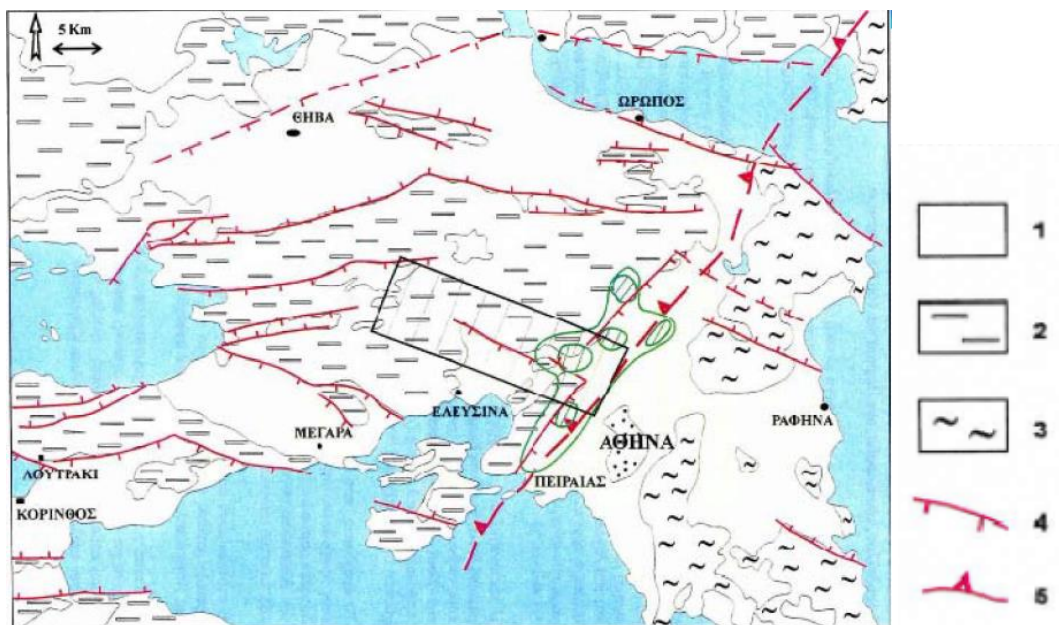 5 Km
ΘΗΒΑ
ΩΡΩΠΟΣ
ΕΛΕΥΣΙΝΑ
ΜΕΓΑΡΑ
ΑΘΗΝΑ
ΡΑΦΗΝΑ
ΛΟΥΤΡΑΚΙ
ΠΕΙΡΑΙΑΣ
ΚΟΡΙΝΘΟΣ
1
2
3
4
5